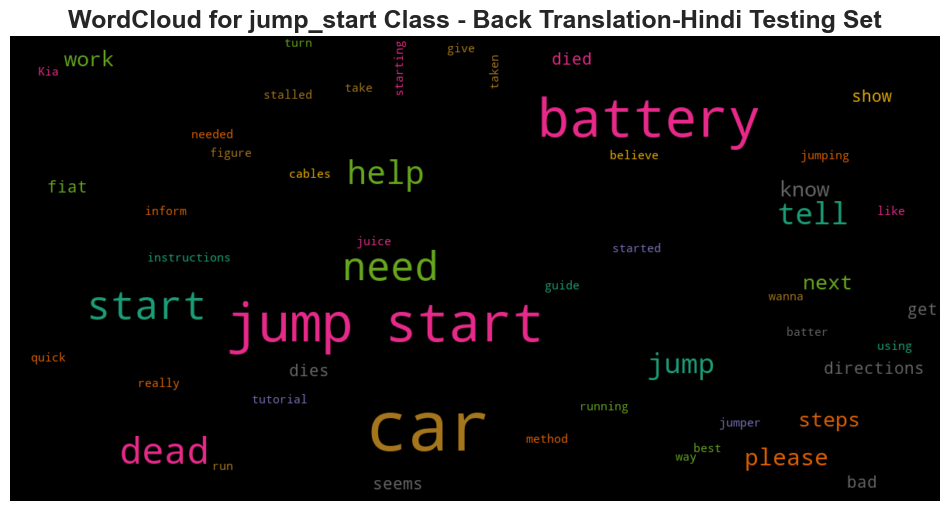 WordCloud for jump_start Class - Back Translation-Hindi Testing Set
turn
give
starting
work
died
Kia
taken
take
stalled
show
battery
needed
figure
believe
jumping
cables
help
fiat
know
inform
tell
like
juice
started
instructions
need
guide
next
wanna
start
get
jump start
batter
using
quick
jump
dies
directions
really
tutorial
running
car
jumper
steps
method
dead
best
way
please
run
seems
bad